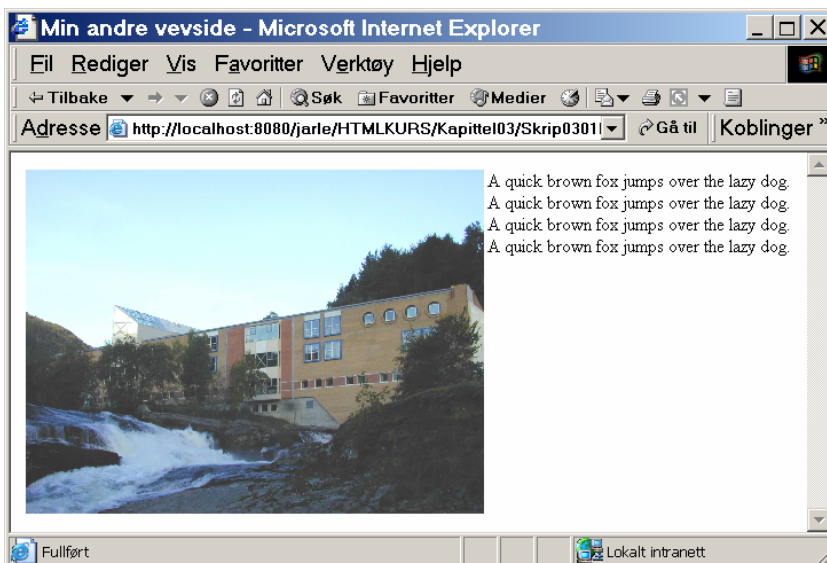 Min andre vevside - Microsoft Internet Explorer
Fil Rediger Vis Favoritter Verktøy Hjelp
Tilbake Søk Favoritter Medier
Adresse http://localhost:8080/jarle/HTMLKURS/Kapittel03/Skrip0301 Gå til Koblinger »
A quick brown fox jumps over the lazy dog.
A quick brown fox jumps over the lazy dog.
A quick brown fox jumps over the lazy dog.
A quick brown fox jumps over the lazy dog.
Fullført Lokalt intranett